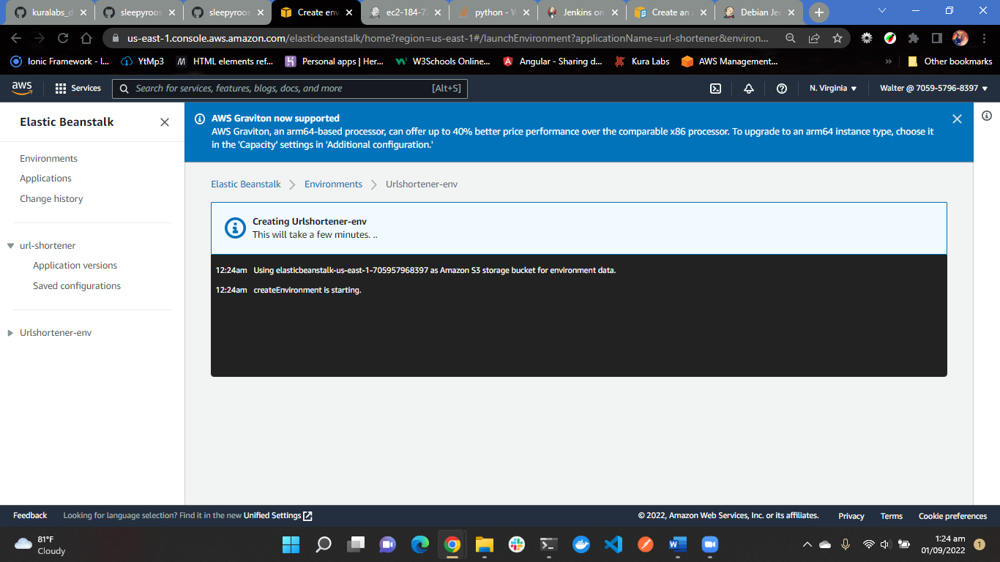 kuralabs_d
sleepyroos
sleepyroos
Create env
ec2-184-7
python - W
Jenkins on
Create an
Debian Jer
us-east-1.console.aws.amazon.com/elasticbeanstalk/home?region=us-east-1#/launchEnvironment?applicationName=url-shortener&environ...
Ionic Framework - I...
YtMp3
HTML elements ref...
Personal apps | Her...
W3Schools Online...
Angular - Sharing d...
Kura Labs
AWS Management...
»
Other bookmarks
aws
Services
Search for services, features, blogs, docs, and more
[Alt+S]
N. Virginia
Walter @ 7059-5796-8397
Elastic Beanstalk
Environments
Applications
Change history
url-shortener
Application versions
Saved configurations
Urlshortener-env
AWS Graviton now supported
AWS Graviton, an arm64-based processor, can offer up to 40% better price performance over the comparable x86 processor. To upgrade to an arm64 instance type, choose it
in the 'Capacity' settings in 'Additional configuration.'
Elastic Beanstalk
Environments
Urlshortener-env
Creating Urlshortener-env
This will take a few minutes. ..
12:24am Using elasticbeanstalk-us-east-1-705957968397 as Amazon S3 storage bucket for environment data.
12:24am createEnvironment is starting.
Feedback
Looking for language selection? Find it in the new Unified Settings
© 2022, Amazon Web Services, Inc. or its affiliates.
Privacy
Terms
Cookie preferences
81°F
Cloudy
1:24 am
01/09/2022
1